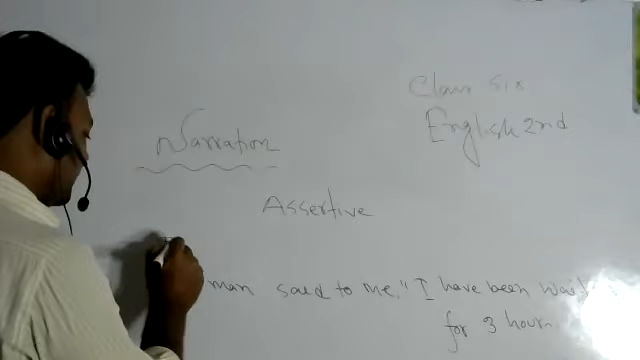 Class Six
English 2nd
Narration
Assertive
man said to me, "I have been
for 3 hour